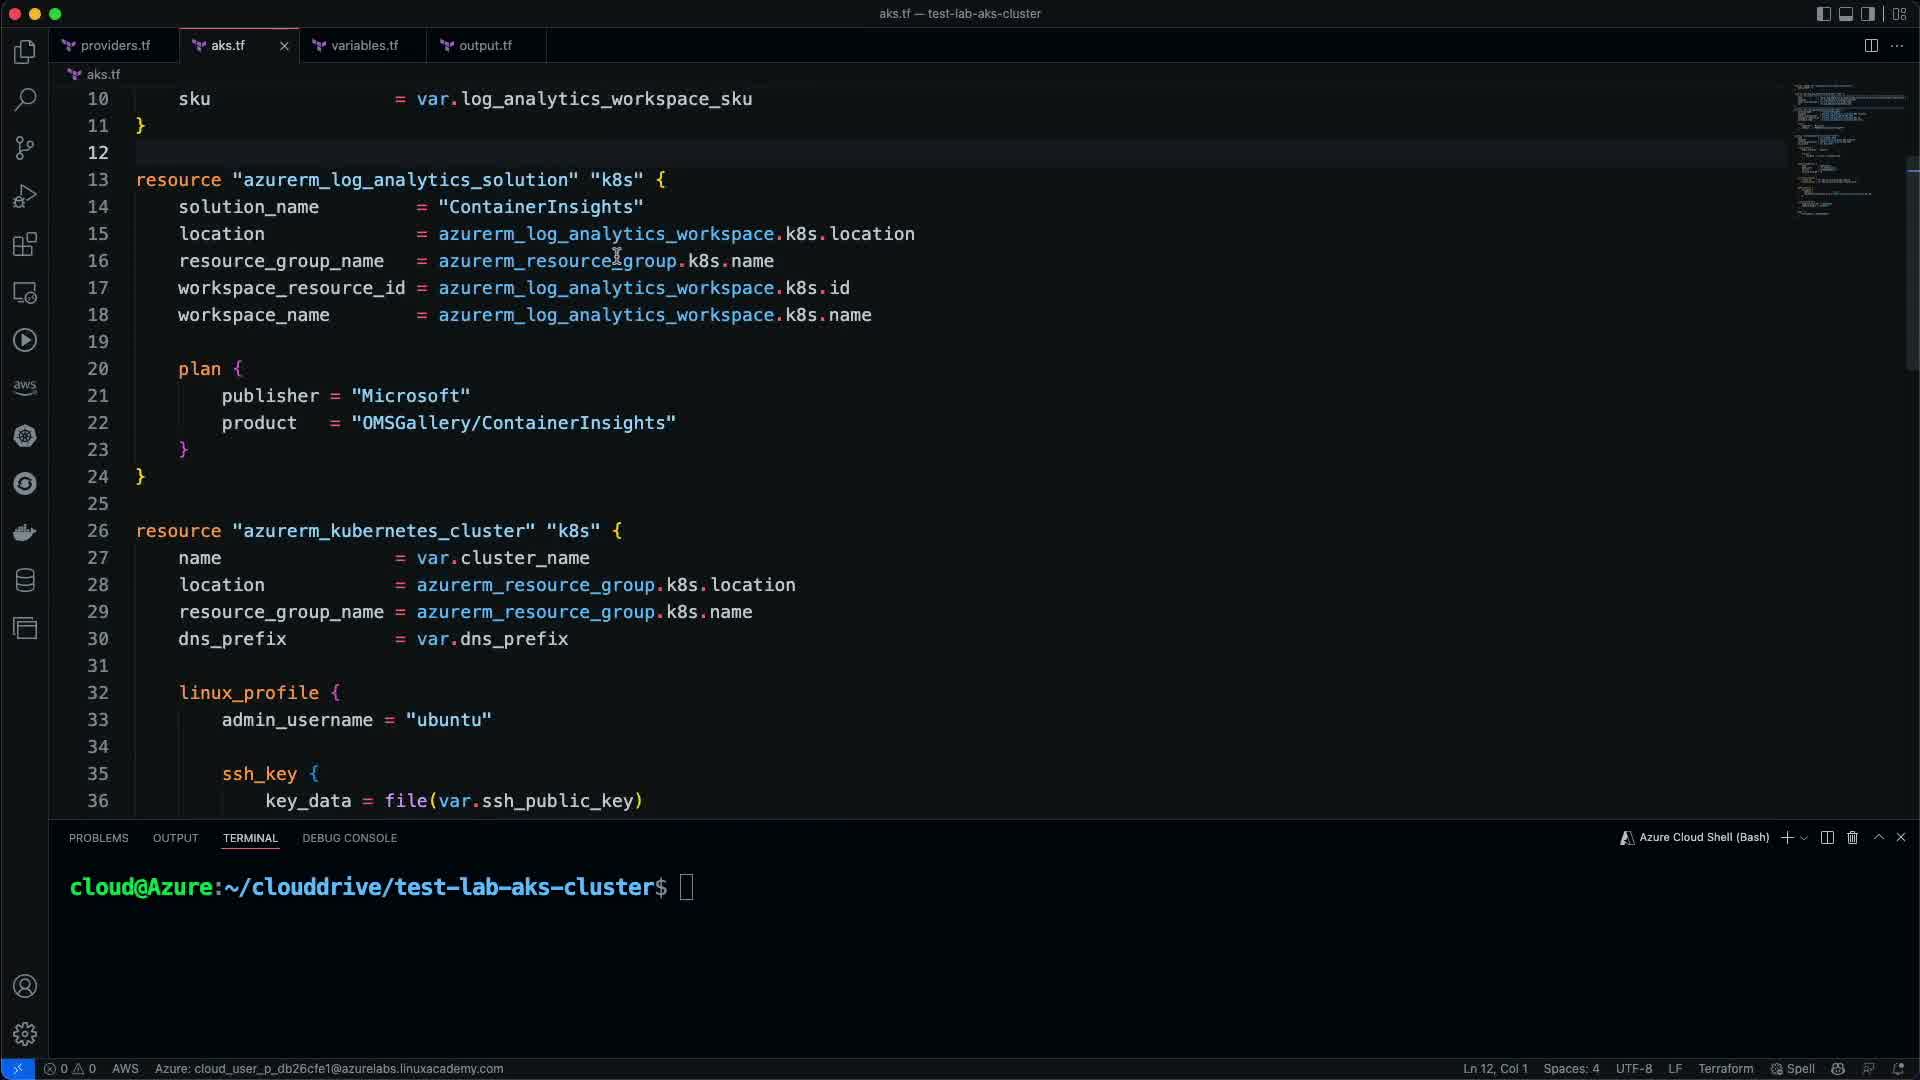 aks.tf — test-lab-aks-cluster
providers.tf
aks.tf
variables.tf
output.tf
aks.tf
10 sku = var.log_analytics_workspace_sku
11 }
12
13 resource "azurerm_log_analytics_solution" "k8s" {
14 solution_name = "ContainerInsights"
15 location = azurerm_log_analytics_workspace.k8s.location
16 resource_group_name = azurerm_resource_group.k8s.name
17 workspace_resource_id = azurerm_log_analytics_workspace.k8s.id
18 workspace_name = azurerm_log_analytics_workspace.k8s.name
19
20 plan {
21 publisher = "Microsoft"
22 product = "OMSGallery/ContainerInsights"
23 }
24 }
25
26 resource "azurerm_kubernetes_cluster" "k8s" {
27 name = var.cluster_name
28 location = azurerm_resource_group.k8s.location
29 resource_group_name = azurerm_resource_group.k8s.name
30 dns_prefix = var.dns_prefix
31
32 linux_profile {
33 admin_username = "ubuntu"
34
35 ssh_key {
36 key_data = file(var.ssh_public_key)
aws
PROBLEMS OUTPUT TERMINAL DEBUG CONSOLE
Azure Cloud Shell (Bash)
cloud@Azure:~/clouddrive/test-lab-aks-cluster$
0 0 AWS Azure: cloud_user_p_db26cfe1@azurelabs.linuxacademy.com
Ln 12, Col 1 Spaces: 4 UTF-8 LF Terraform Spell